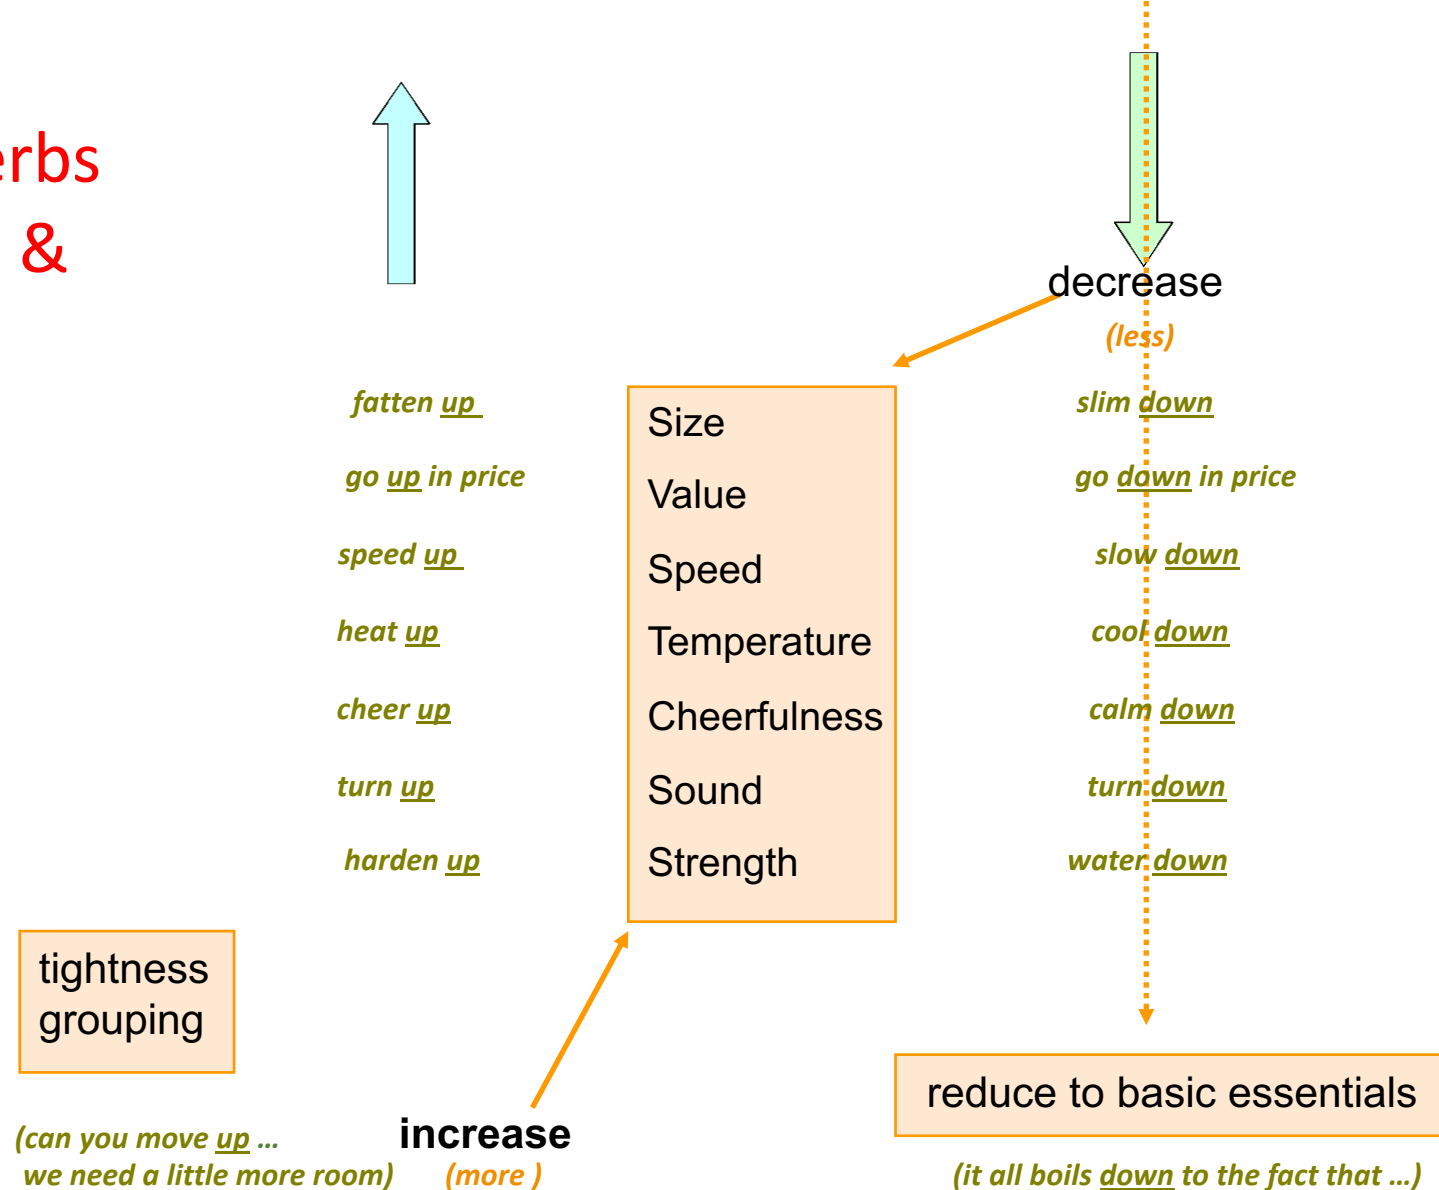 erbs
&
decrease
(less)
fatten up
Size
slim down
go up in price
Value
go down in price
speed up
Speed
slow down
heat up
Temperature
cool down
cheer up
Cheerfulness
calm down
turn up
Sound
turn down
harden up
Strength
water down
tightness
grouping
reduce to basic essentials
(can you move up ...
we need a little more room)
increase
(more )
(it all boils down to the fact that ...)